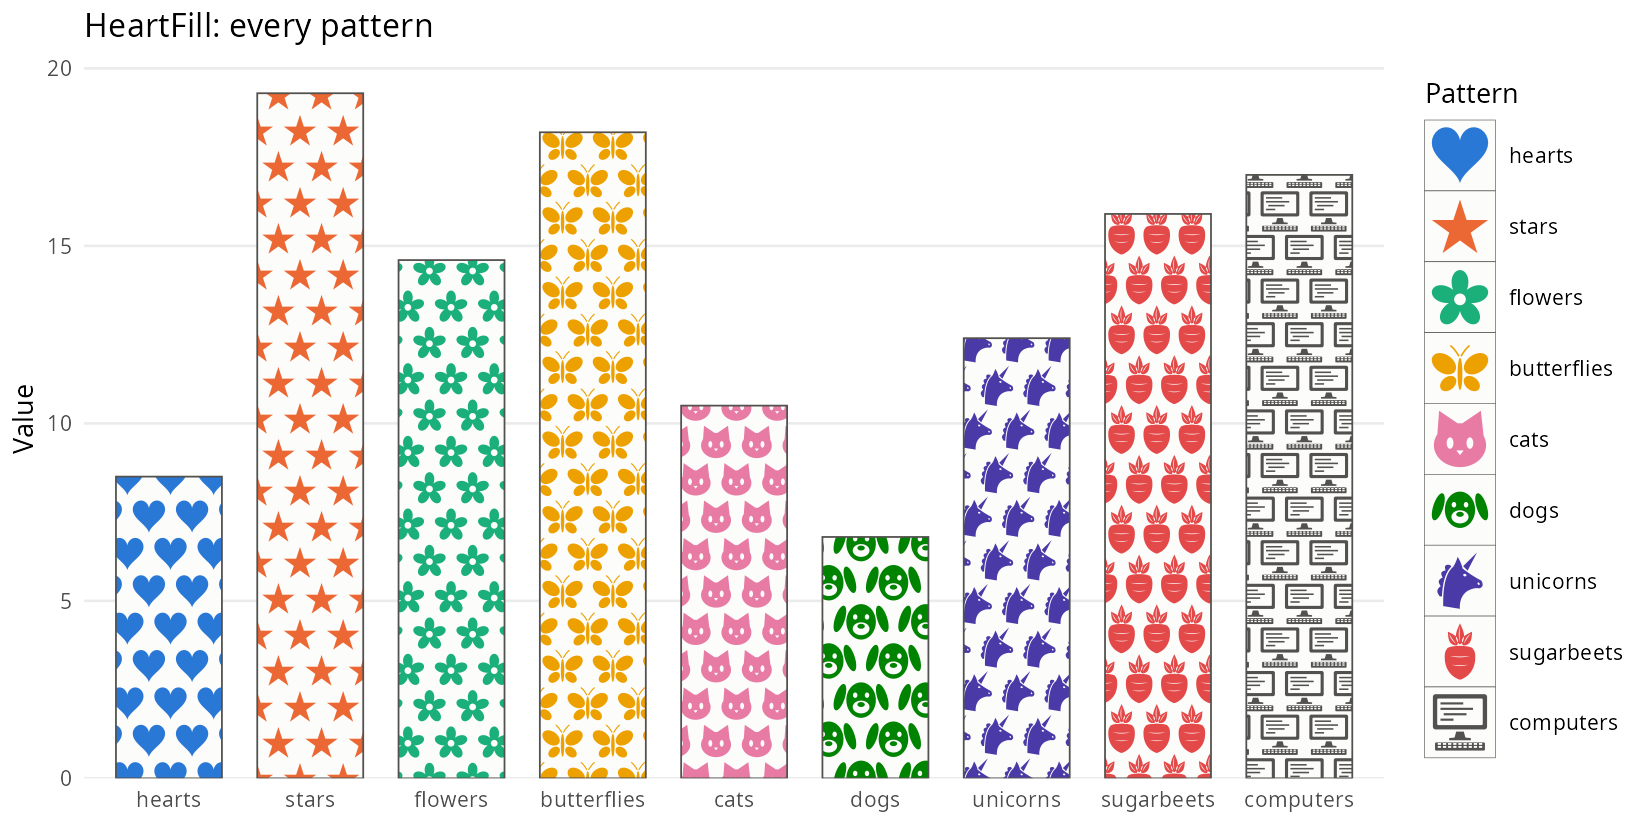 HeartFill: every pattern
Value
20
15
10
5
0
hearts
stars
flowers
butterflies
cats
dogs
unicorns
sugarbeets
computers
Pattern
hearts
stars
flowers
butterflies
cats
dogs
unicorns
sugarbeets
computers